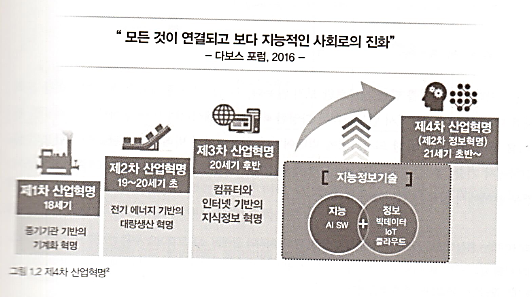 “ 모든 것이 연결되고 보다 지능적인 사회로의 진화”
– 다보스 포럼, 2016 –
제1차 산업혁명
18세기
증기기관 기반의
기계화 혁명
제2차 산업혁명
19~20세기 초
전기 에너지 기반의
대량생산 혁명
제3차 산업혁명
20세기 후반
컴퓨터와
인터넷 기반의
지식정보 혁명
제4차 산업혁명
(제2차 정보혁명)
21세기 초반~
[ 지능정보기술 ]
지능
AI SW
+
정보
빅데이터
IoT
클라우드
그림 1.2 제4차 산업혁명²